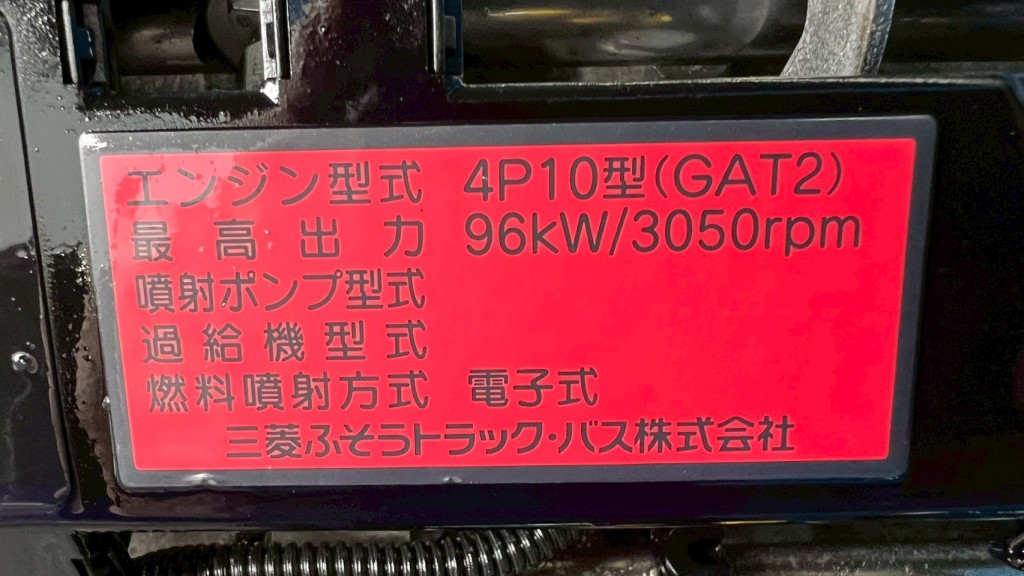 エンジン型式 4P10型(GAT2)
最高出力 96kW/3050rpm
噴射ポンプ型式
過給機型式
燃料噴射方式 電子式
三菱ふそうトラック・バス株式会社